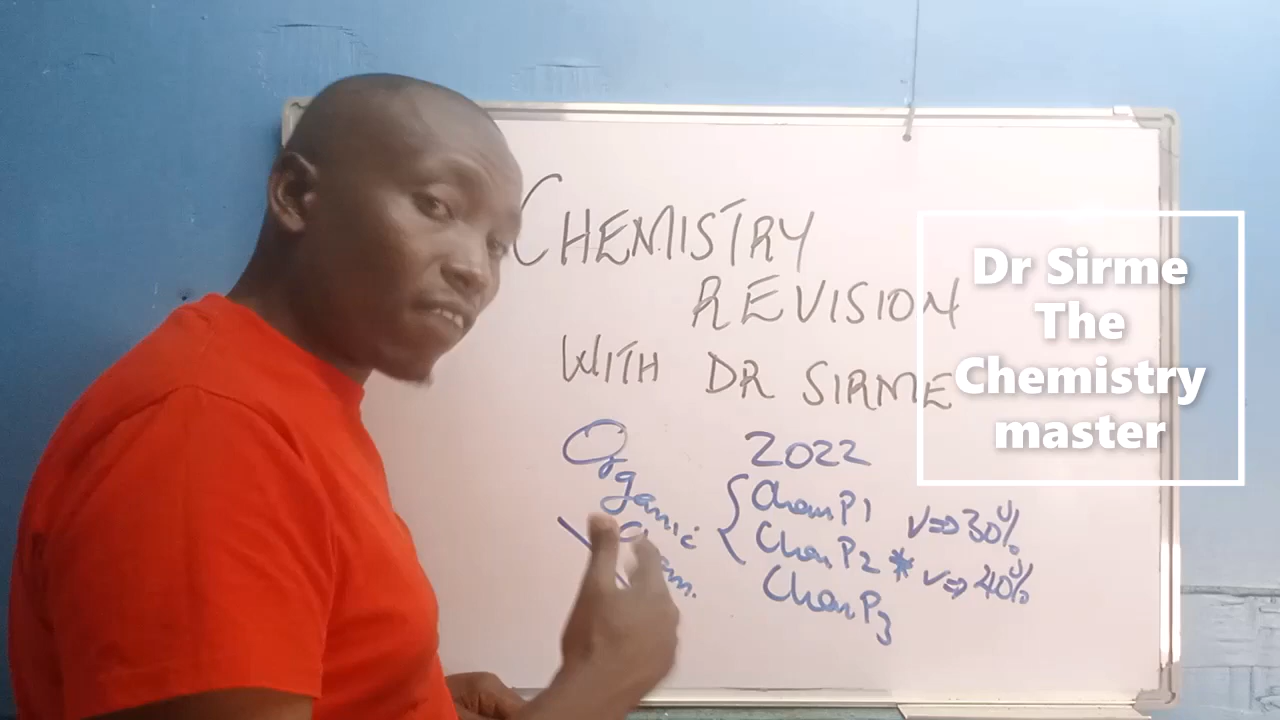 CHEMISTRY
REVISION
WITH DR SIRME
Organic
2022
Chem P1 v⇒ 30%
Chem P2 * v⇒ 40%
Chem P3
Dr Sirme
The
Chemistry
master